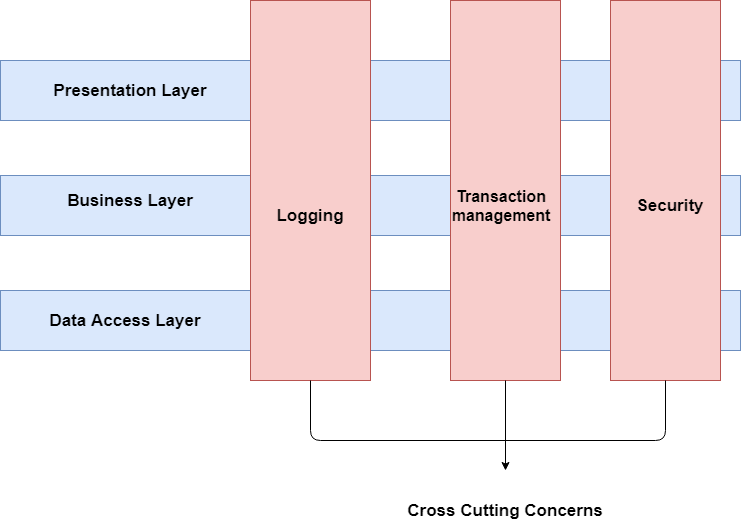 Presentation Layer
Business Layer
Transaction
management
Security
Logging
Data Access Layer
Cross Cutting Concerns